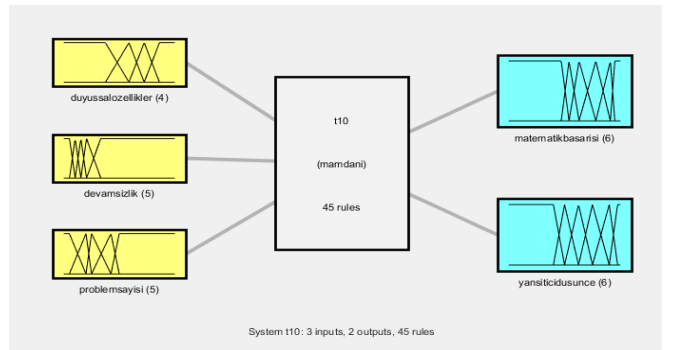 duyussalozellikler (4)
devamsizlik (5)
problemsayisi (5)
t10
(mamdani)
45 rules
matematikbasarisi (6)
yansiticidusunce (6)
System t10: 3 inputs, 2 outputs, 45 rules